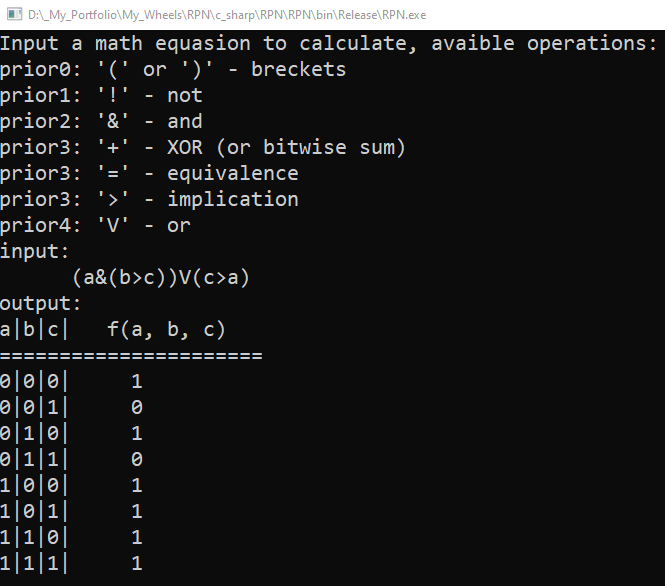 D:\_My_Portfolio\My_Wheels\RPN\c_sharp\RPN\RPN\bin\Release\RPN.exe
Input a math equasion to calculate, avaible operations:
prior0: '(' or ')' - breckets
prior1: '!' - not
prior2: '&' - and
prior3: '+' - XOR (or bitwise sum)
prior3: '=' - equivalence
prior3: '>' - implication
prior4: 'V' - or
input:
(a&(b>c))V(c>a)
output:
a|b|c|   f(a, b, c)
======================
0|0|0|     1
0|0|1|     0
0|1|0|     1
0|1|1|     0
1|0|0|     1
1|0|1|     1
1|1|0|     1
1|1|1|     1